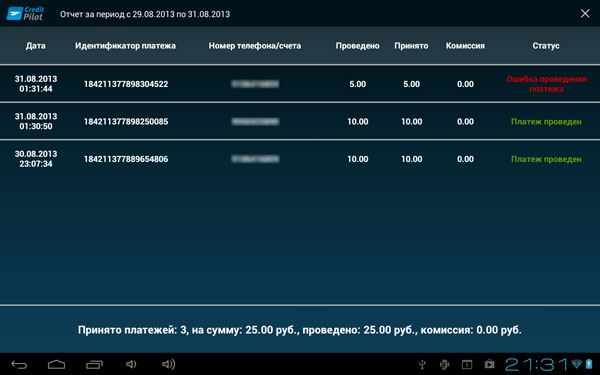 Credit
Pilot
Отчет за период с 29.08.2013 по 31.08.2013
Дата Идентификатор платежа Номер телефона/счета Проведено Принято Комиссия Статус
31.08.2013
01:31:44
184211377898304522 5.00 5.00 0.00
Ошибка проведения
платежа
31.08.2013
01:30:50
184211377898250085 10.00 10.00 0.00 Платеж проведен
30.08.2013
23:07:34
184211377889654806 10.00 10.00 0.00 Платеж проведен
Принято платежей: 3, на сумму: 25.00 руб., проведено: 25.00 руб., комиссия: 0.00 руб.
21:31